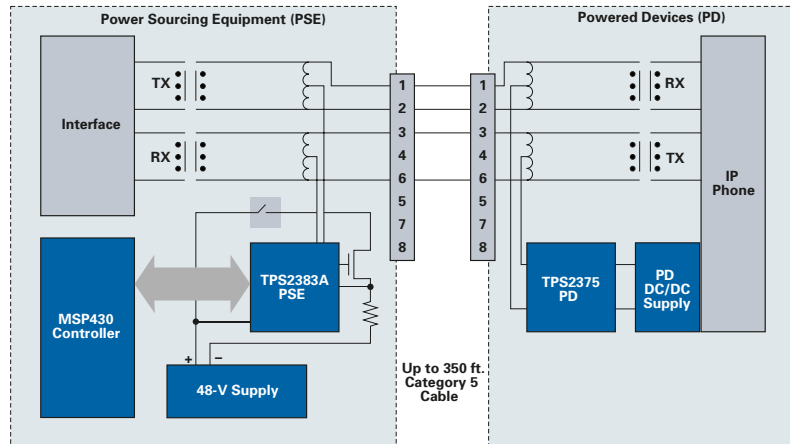 Power Sourcing Equipment (PSE)
Powered Devices (PD)
Interface
TX
RX
1
2
3
4
6
5
7
8
1
2
3
4
6
5
7
8
RX
TX
IP
Phone
MSP430
Controller
TPS2383A
PSE
+
–
48-V Supply
Up to 350 ft.
Category 5
Cable
TPS2375
PD
PD
DC/DC
Supply